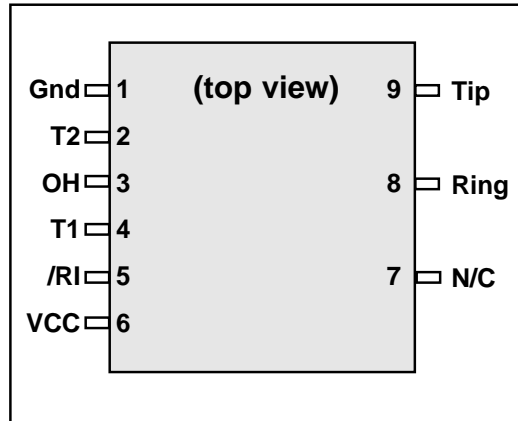 Gnd 1 (top view) 9 Tip
T2 2
OH 3 8 Ring
T1 4
/RI 5 7 N/C
VCC 6